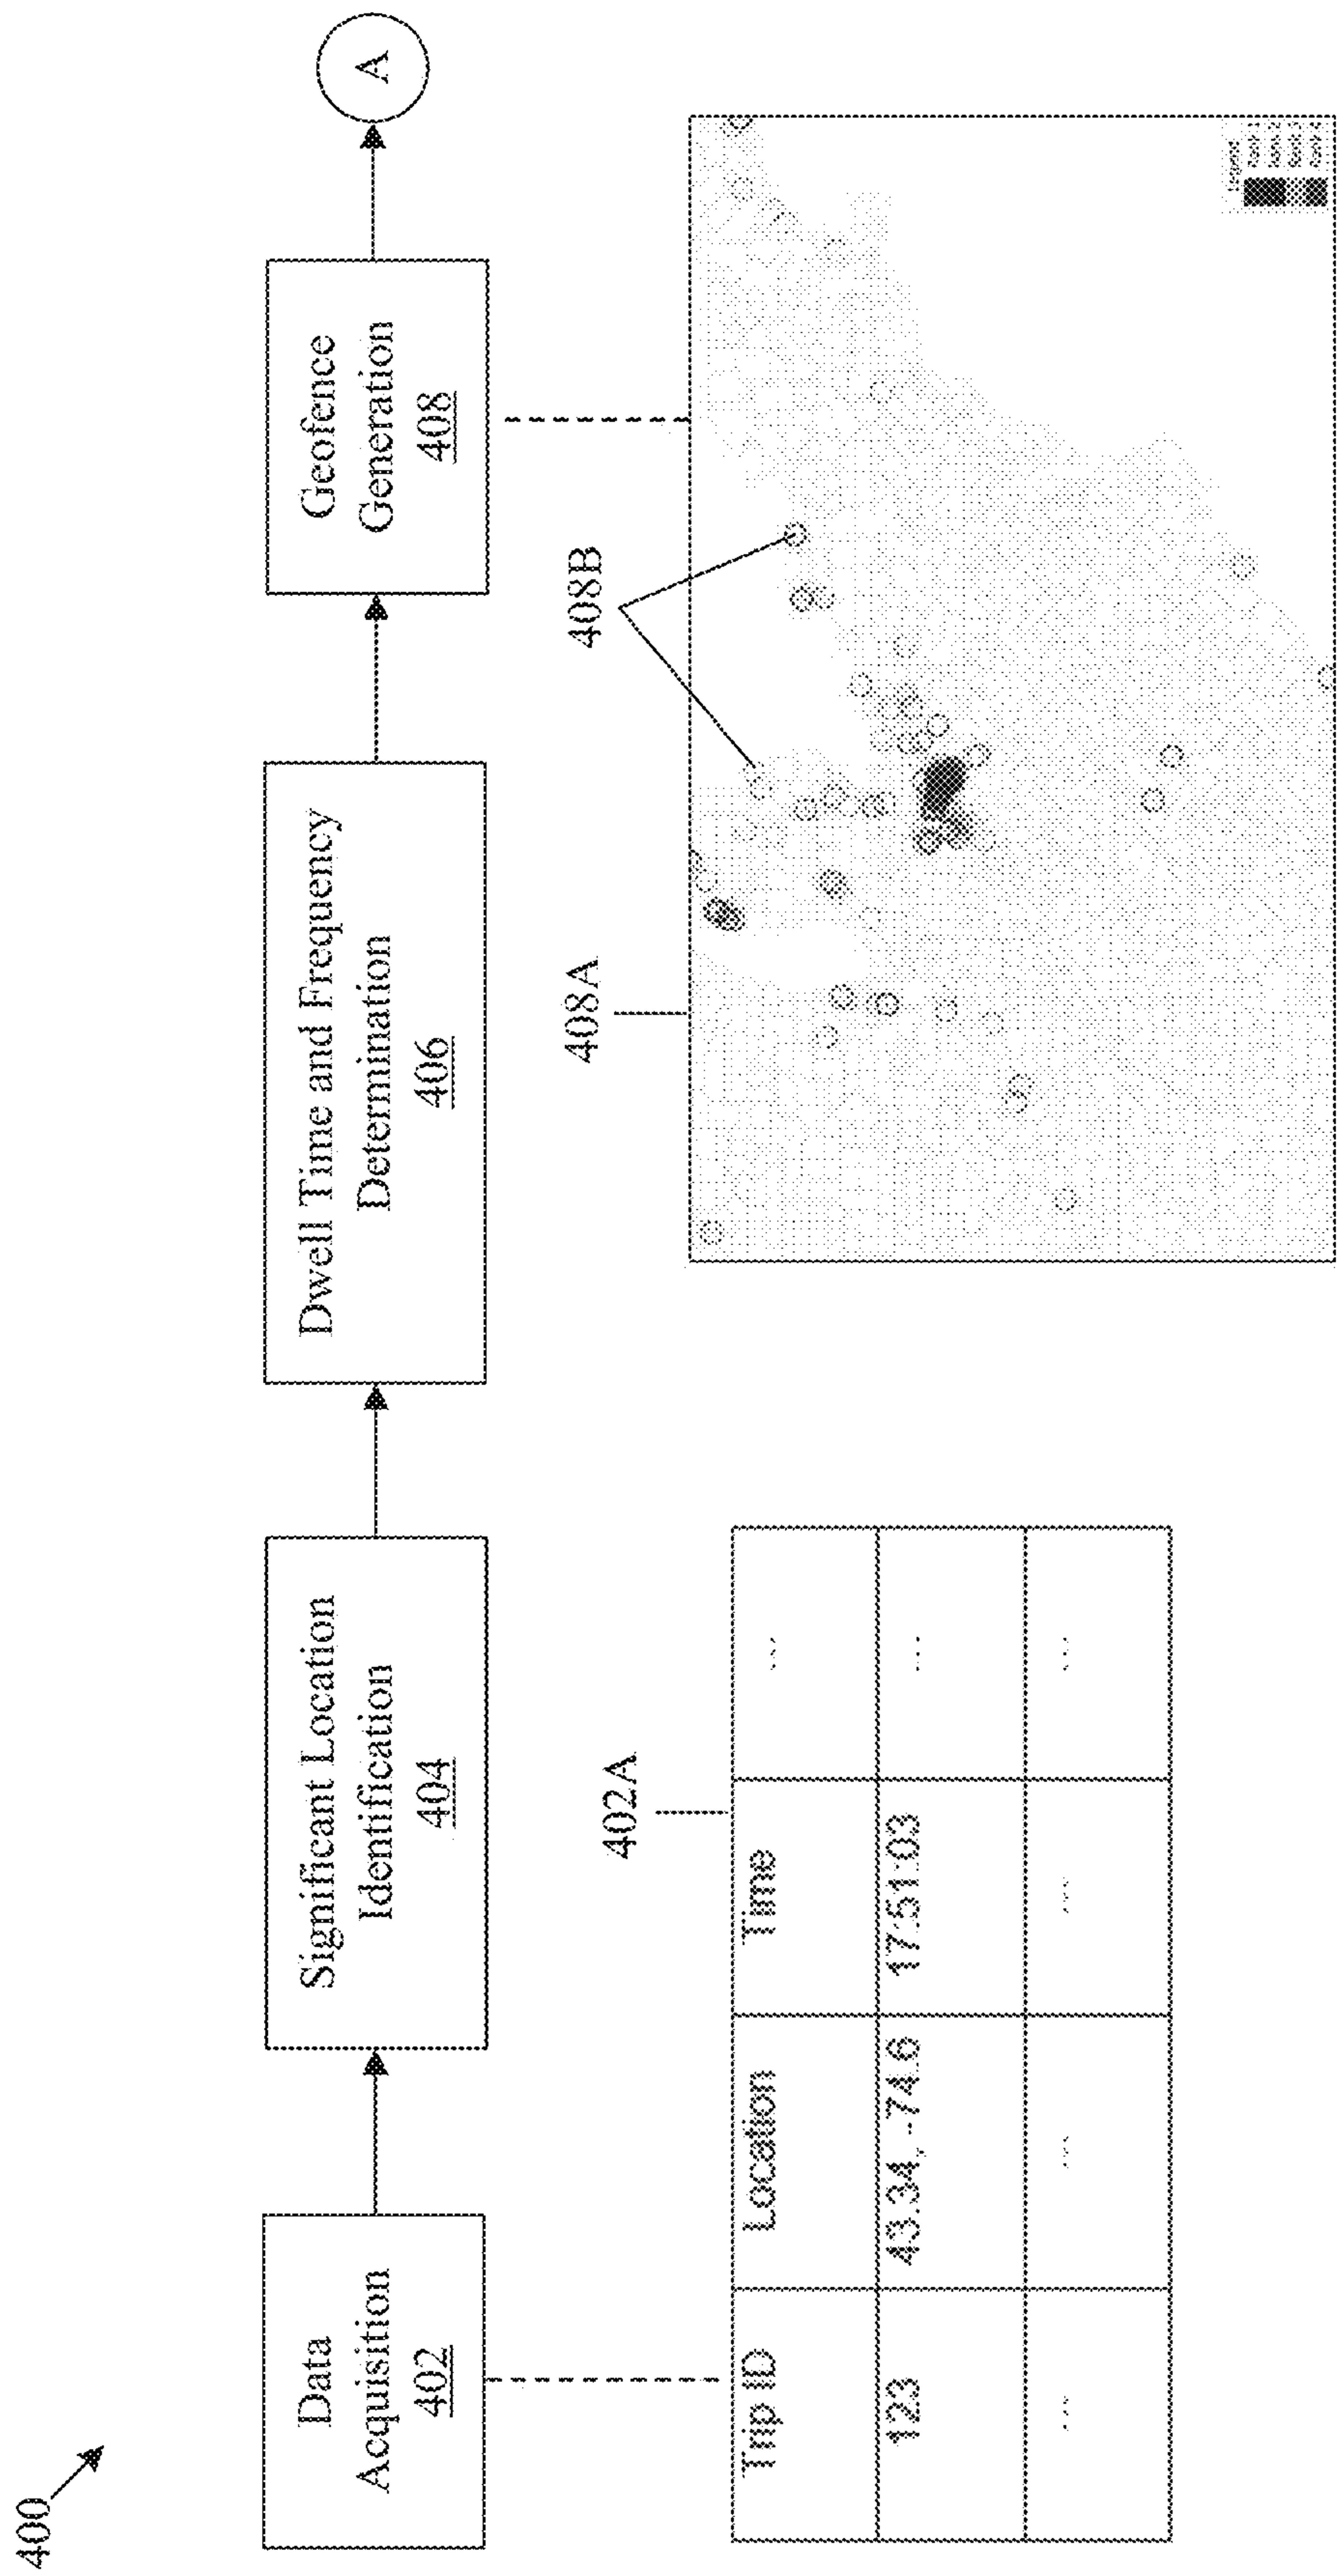 400
Data
Acquisition
402
Significant Location
Identification
404
Dwell Time and Frequency
Determination
406
Geofence
Generation
408
A
402A
Trip ID Location Time ...
123 43.34, -74.6 17:51:03 ...
... ... ... ...
408A
408B